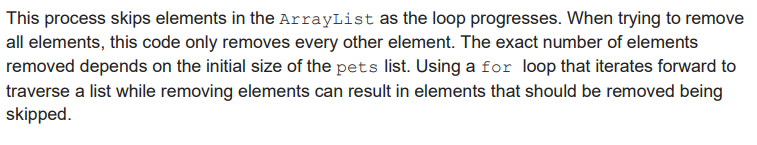 This process skips elements in the ArrayList as the loop progresses. When trying to remove
all elements, this code only removes every other element. The exact number of elements
removed depends on the initial size of the pets list. Using a for loop that iterates forward to
traverse a list while removing elements can result in elements that should be removed being
skipped.